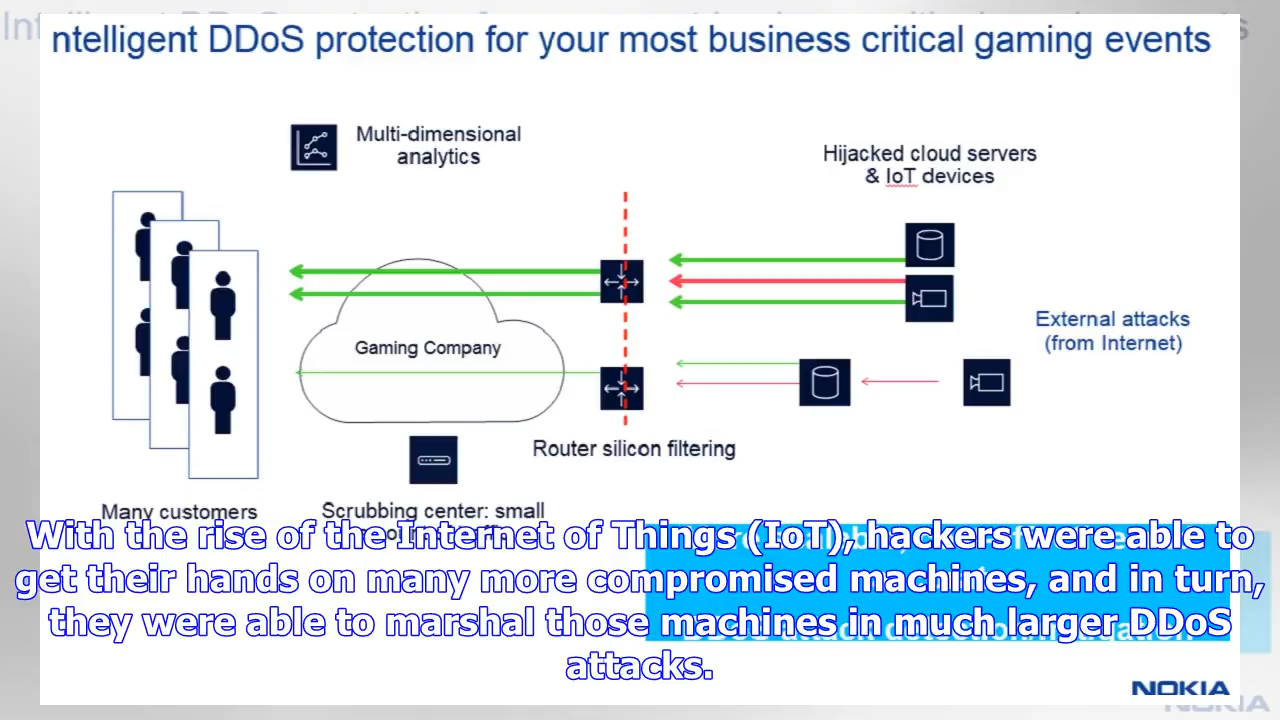 ntelligent DDoS protection for your most business critical gaming events
Multi-dimensional
analytics
Hijacked cloud servers
& IoT devices
External attacks
(from Internet)
Gaming Company
Router silicon filtering
Many customers
Scrubbing center: small
With the rise of the Internet of Things (IoT), hackers were able to
get their hands on many more compromised machines, and in turn,
they were able to marshal those machines in much larger DDoS
attacks.
NOKIA
NOKIA